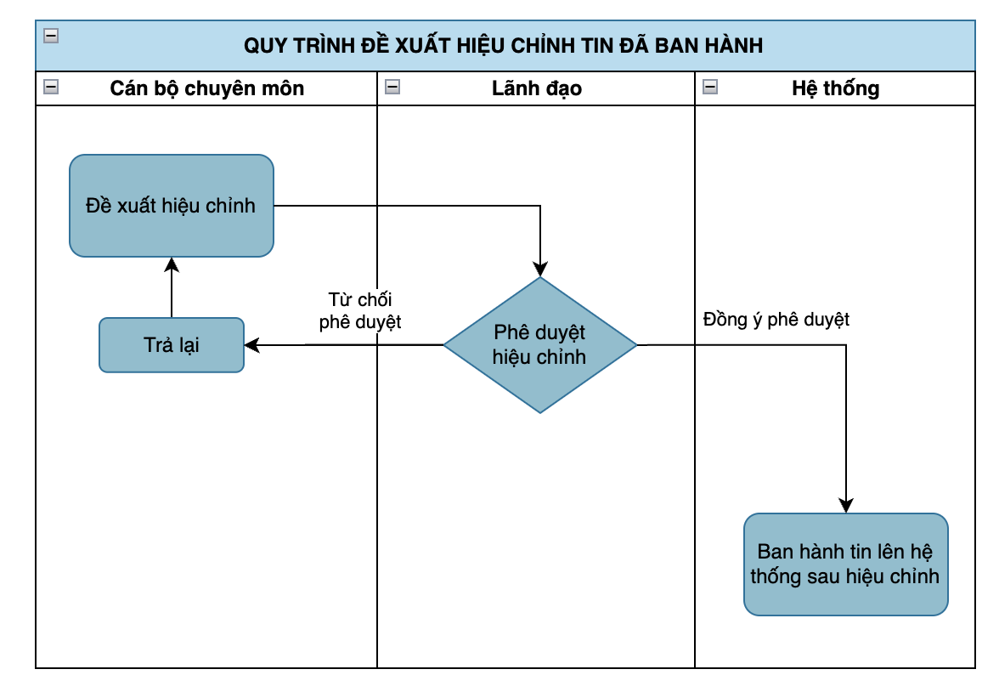 QUY TRÌNH ĐỀ XUẤT HIỆU CHỈNH TIN ĐÃ BAN HÀNH
Cán bộ chuyên môn
Lãnh đạo
Hệ thống
Đề xuất hiệu chỉnh
Từ chối
phê duyệt
Đồng ý phê duyệt
Trả lại
Phê duyệt
hiệu chỉnh
Ban hành tin lên hệ
thống sau hiệu chỉnh